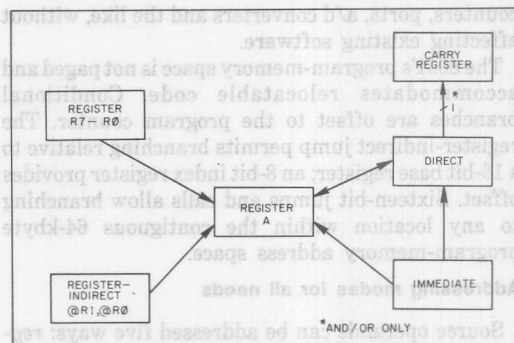 counters, ports, a/d converters and the like, without
affecting existing software.
The 8051's program-memory space is not paged and
accommodates relocatable code. Conditional
branches are offset to the program counter. The
register-indirect jump permits branching relative to
a 16-bit base register; an 8-bit index register provides
offset. Sixteen-bit jumps and calls allow branching
to any location within the contiguous 64-kbyte
program-memory address space.
Addressing modes for all needs
Source operands can be addressed five ways: reg-
CARRY
REGISTER
REGISTER
R7– RØ
*
1
DIRECT
REGISTER
A
REGISTER-
INDIRECT
@R1,@RØ
IMMEDIATE
*AND/OR ONLY